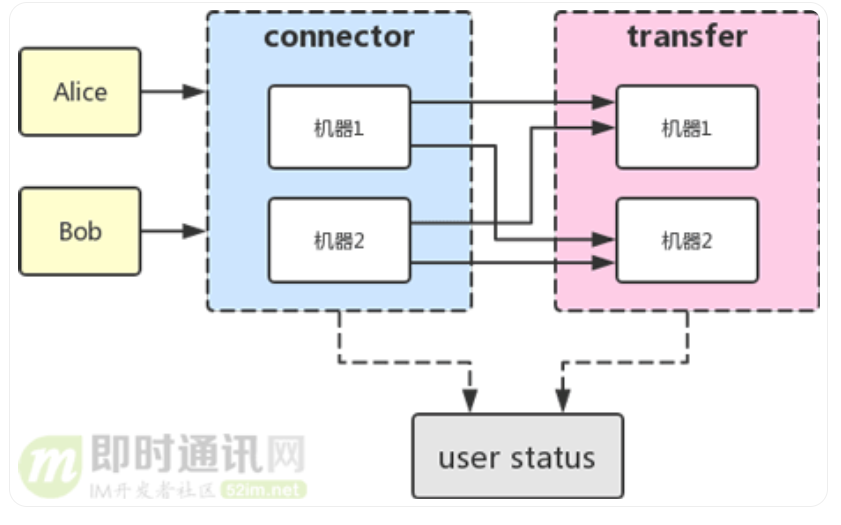 connector
transfer
Alice
机器1
机器1
Bob
机器2
机器2
user status
m
即时通讯网
IM开发者社区 52im.net